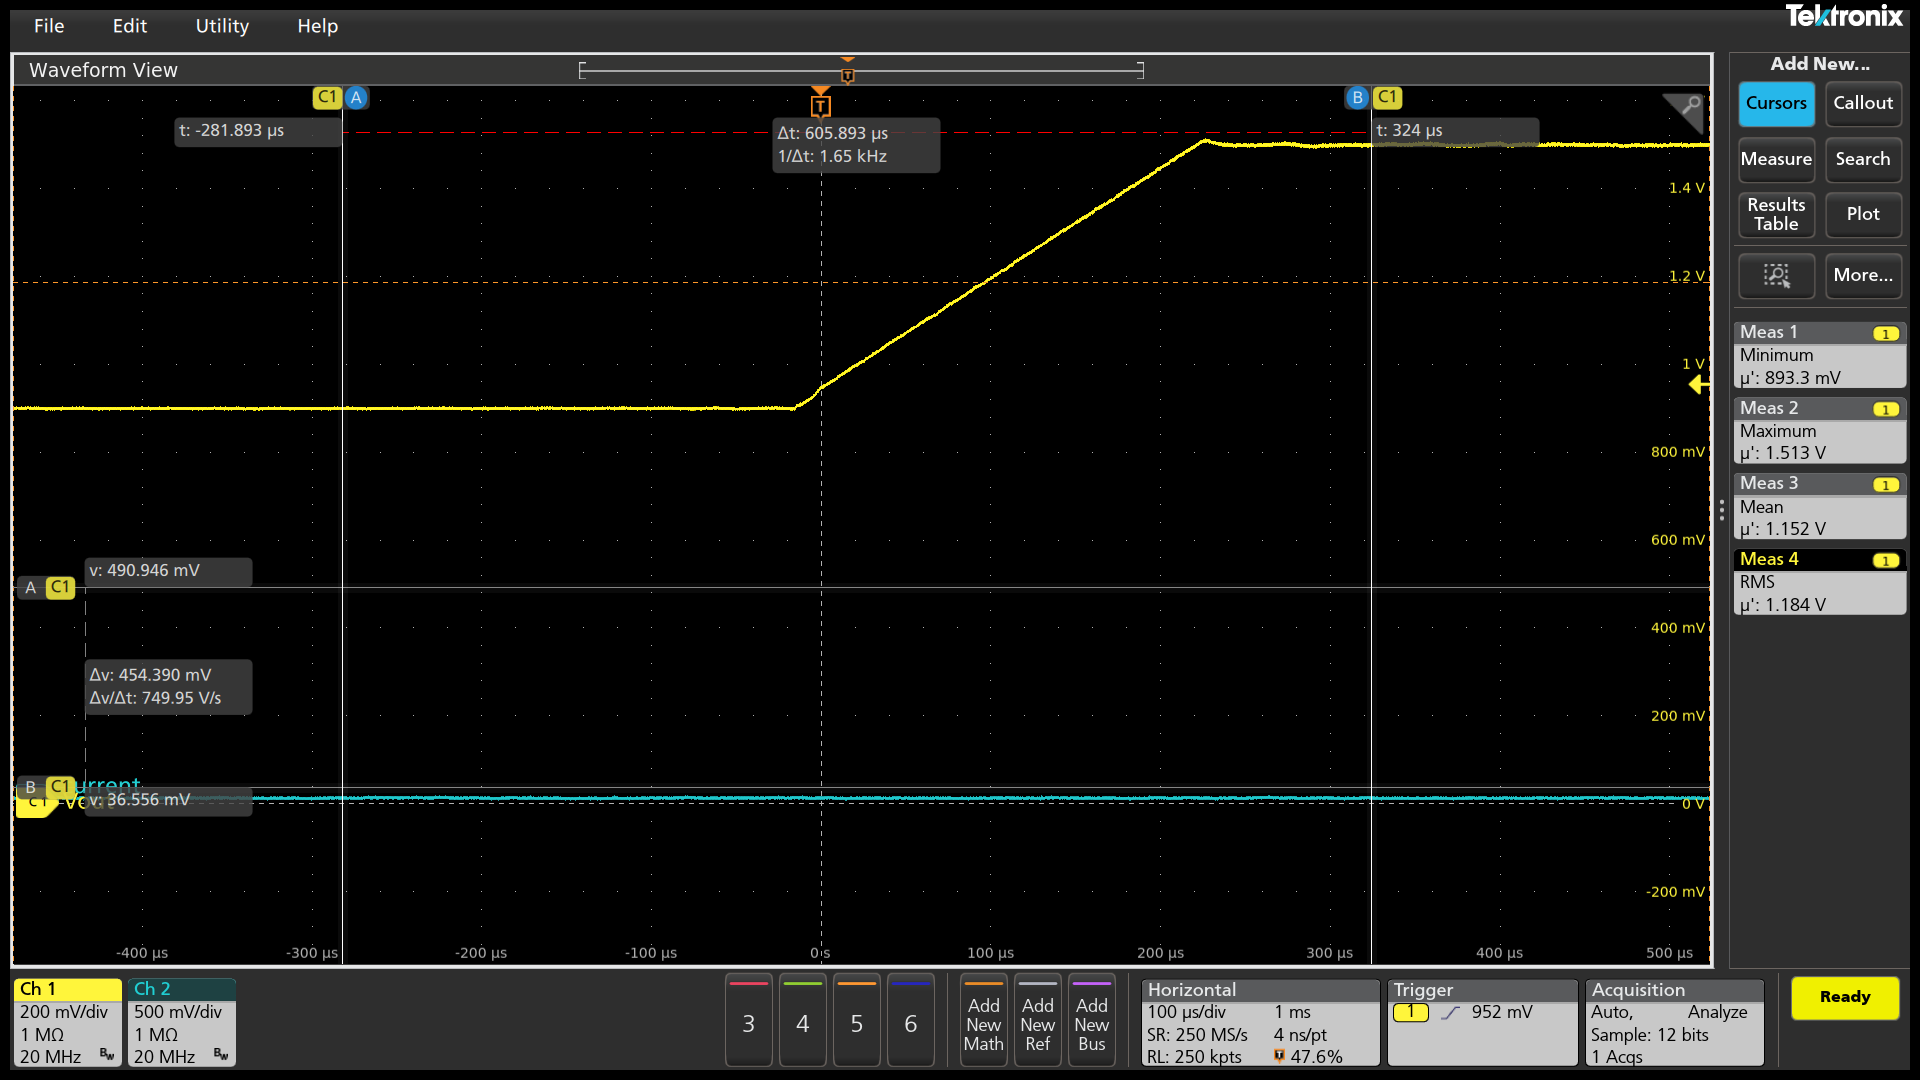 File Edit Utility Help
Tektronix
Waveform View
T
Add New...
C1 A
T
B C1
Cursors Callout
t: -281.893 µs
Δt: 605.893 µs
1/Δt: 1.65 kHz
t: 324 µs
Measure Search
1.4 V
Results
Table
Plot
1.2 V
More...
Meas 1 1
Minimum
µ': 893.3 mV
1 V
Meas 2 1
Maximum
µ': 1.513 V
800 mV
Meas 3 1
Mean
µ': 1.152 V
600 mV
Meas 4 1
RMS
µ': 1.184 V
v: 490.946 mV
A C1
400 mV
Δv: 454.390 mV
Δv/Δt: 749.95 V/s
200 mV
B C1 urrent
C1
v: 36.556 mV
0 V
-200 mV
-400 µs -300 µs -200 µs -100 µs 0 s 100 µs 200 µs 300 µs 400 µs 500 µs
Ch 1
200 mV/div
1 MΩ
20 MHz Bw
Ch 2
500 mV/div
1 MΩ
20 MHz Bw
3 4 5 6
Add
New
Math
Add
New
Ref
Add
New
Bus
Horizontal
100 µs/div 1 ms
SR: 250 MS/s 4 ns/pt
RL: 250 kpts T 47.6%
Trigger
1 952 mV
Acquisition
Auto, Analyze
Sample: 12 bits
1 Acqs
Ready